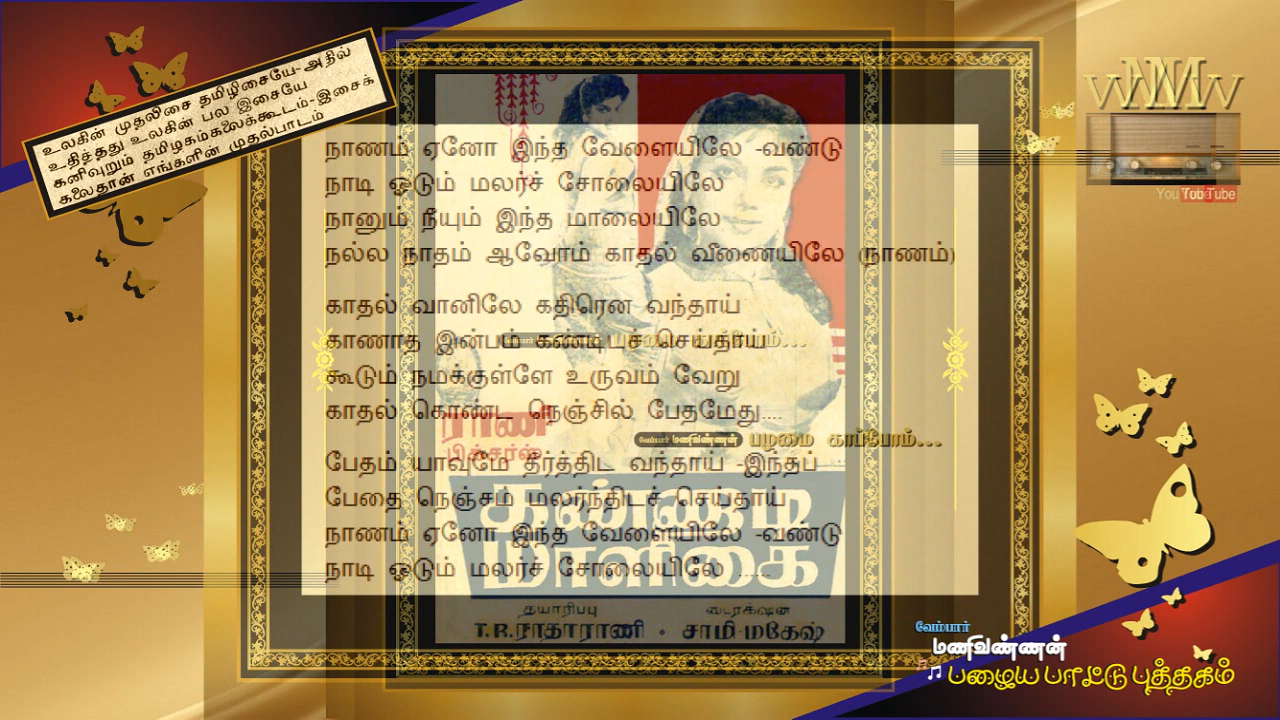 உலகின் முதலிசை தமிழிசையே-அதில்
உதித்தது உலகின் பல இசையே
கனிவுறும் தமிழகம்கலைக்கூடம்-இசைக்
கலைதான் எங்களின் முதல்பாடம்
You Tube
நாணம் ஏனோ இந்த வேளையிலே -வண்டு
நாடி ஓடும் மலர்ச் சோலையிலே
நானும் நீயும் இந்த மாலையிலே
நல்ல நாதம் ஆவோம் காதல் வீணையிலே (நாணம்)
காதல் வானிலே கதிரென வந்தாய்
காணாத இன்பம் கண்டிடச் செய்தாய்
கூடும் நமக்குள்ளே உருவம் வேறு
காதல் கொண்ட நெஞ்சில் பேதமேது....
ராணி
பிக்சர்ஸ்
வேம்பார் மணிவண்ணன் பழமை காப்போம்...
பேதம் யாவுமே தீர்த்திட வந்தாய் -இந்தப்
பேதை நெஞ்சம் மலர்ந்திடச் செய்தாய்
நாணம் ஏனோ இந்த வேளையிலே -வண்டு
நாடி ஓடும் மலர்ச் சோலையிலே ......
மாளிகை
தயாரிப்பு டைரக்ஷன்
T.R.ராதாராணி • சாமி-மகேஷ்
வேம்பார்
மணிவண்ணன்
பழைய பாட்டு புத்தகம்